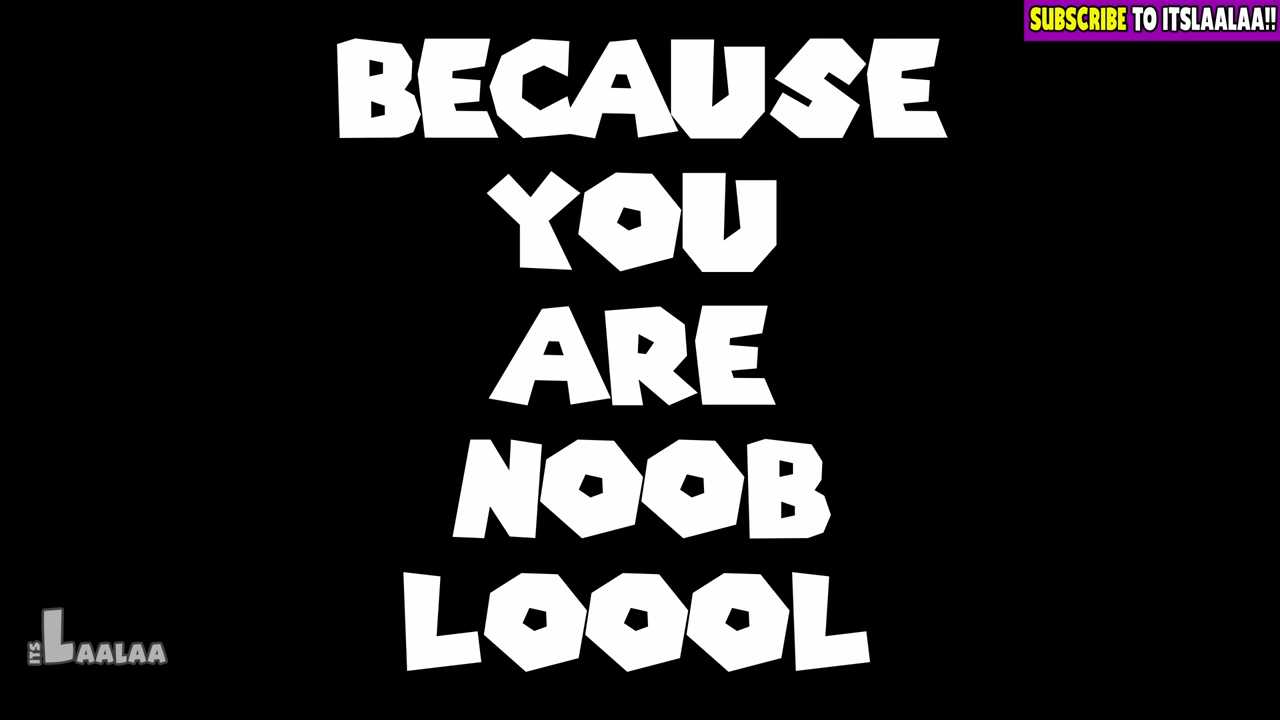 SUBSCRIBE TO ITSLAALAA!!
BECAUSE
YOU
ARE
NOOB
LOOOL
ITS LAALAA